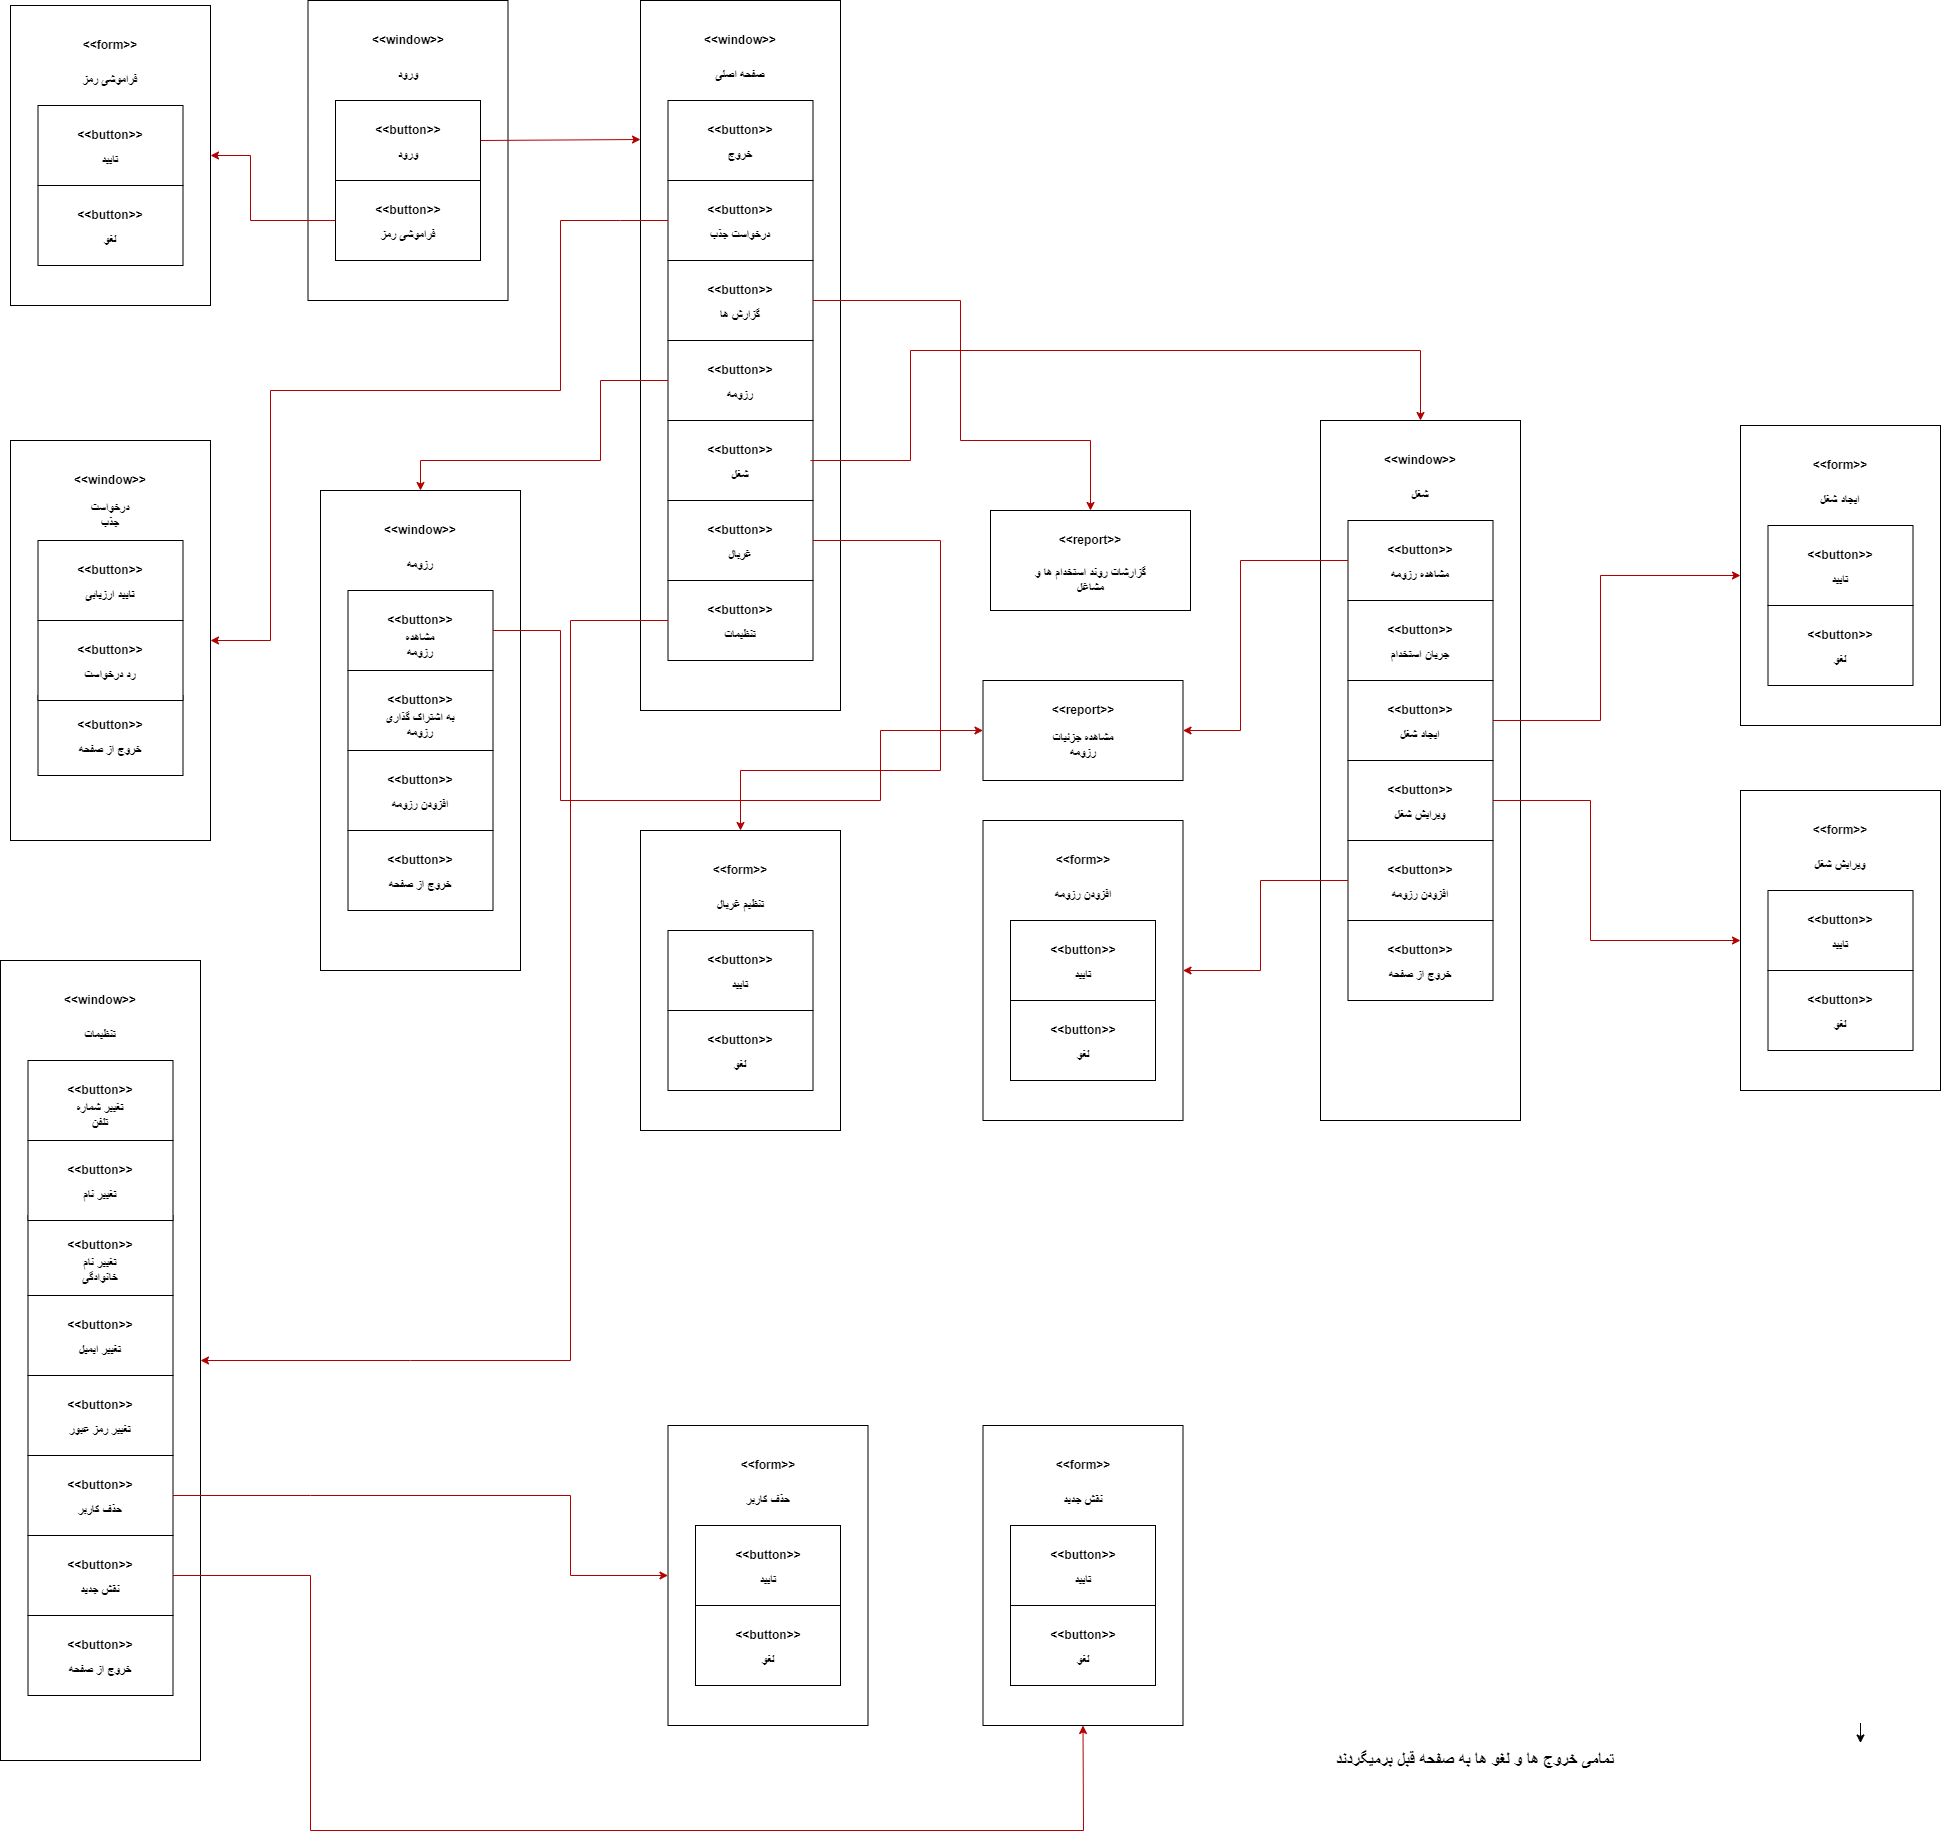 <<form>>
فراموشی رمز
<<button>>
تایید
<<button>>
لغو
<<window>>
ورود
<<button>>
ورود
<<button>>
فراموشی رمز
<<window>>
صفحه اصلی
<<button>>
خروج
<<button>>
درخواست جذب
<<button>>
گزارش ها
<<button>>
رزومه
<<button>>
شغل
<<button>>
غربال
<<button>>
تنظیمات
<<window>>
درخواست
جذب
<<button>>
تایید ارزیابی
<<button>>
رد درخواست
<<button>>
خروج از صفحه
<<window>>
رزومه
<<button>>
مشاهده
رزومه
<<button>>
به اشتراک گذاری
رزومه
<<button>>
افزودن رزومه
<<button>>
خروج از صفحه
<<report>>
گزارشات روند استخدام ها و
مشاغل
<<report>>
مشاهده جزئیات
رزومه
<<window>>
شغل
<<button>>
مشاهده رزومه
<<button>>
جریان استخدام
<<button>>
ایجاد شغل
<<button>>
ویرایش شغل
<<button>>
افزودن رزومه
<<button>>
خروج از صفحه
<<form>>
ایجاد شغل
<<button>>
تایید
<<button>>
لغو
<<form>>
ویرایش شغل
<<button>>
تایید
<<button>>
لغو
<<form>>
تنظیم غربال
<<button>>
تایید
<<button>>
لغو
<<form>>
افزودن رزومه
<<button>>
تایید
<<button>>
لغو
<<window>>
تنظیمات
<<button>>
تغییر شماره
تلفن
<<button>>
تغییر نام
<<button>>
تغییر نام
خانوادگی
<<button>>
تغییر ایمیل
<<button>>
تغییر رمز عبور
<<button>>
حذف کاربر
<<button>>
نقش جدید
<<button>>
خروج از صفحه
<<form>>
حذف کاربر
<<button>>
تایید
<<button>>
لغو
<<form>>
نقش جدید
<<button>>
تایید
<<button>>
لغو
تمامی خروج ها و لغو ها به صفحه قبل برمیگردند